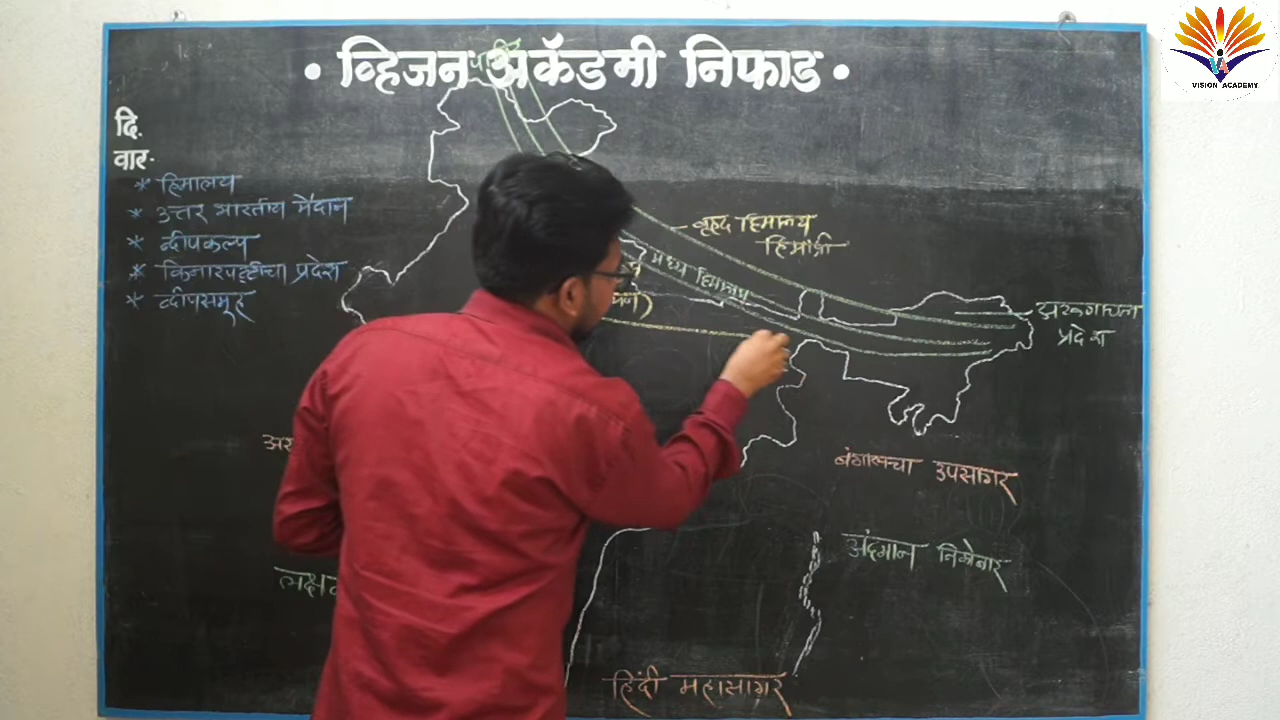 • व्हिजन अकॅडमी निफाड •
VISION ACADEMY
दि.
वार.
* हिमालय
* उत्तर भारतीय मैदान
* द्वीपकल्प
* किनारपट्टीचा प्रदेश
* द्वीपसमूह
बृहद हिमालय
हिमाद्री
मध्य हिमालय
अरुणाचल
प्रदेश
बंगालचा उपसागर
अंदमान निकोबार
हिंदी महासागर